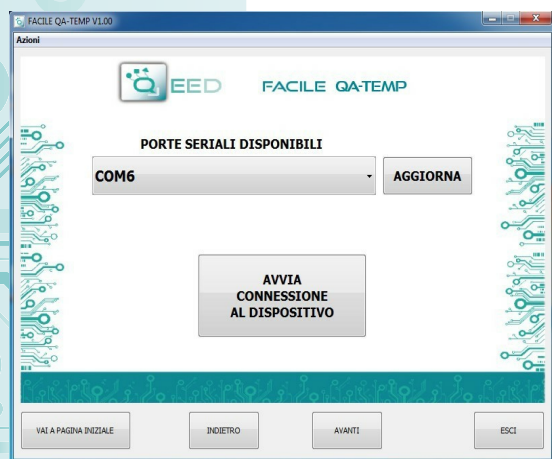 FACILE QA-TEMP V1.00
Azioni
QEED FACILE QA-TEMP
PORTE SERIALI DISPONIBILI
COM6 AGGIORNA
AVVIA
CONNESSIONE
AL DISPOSITIVO
VAI A PAGINA INIZIALE INDIETRO AVANTI ESCI